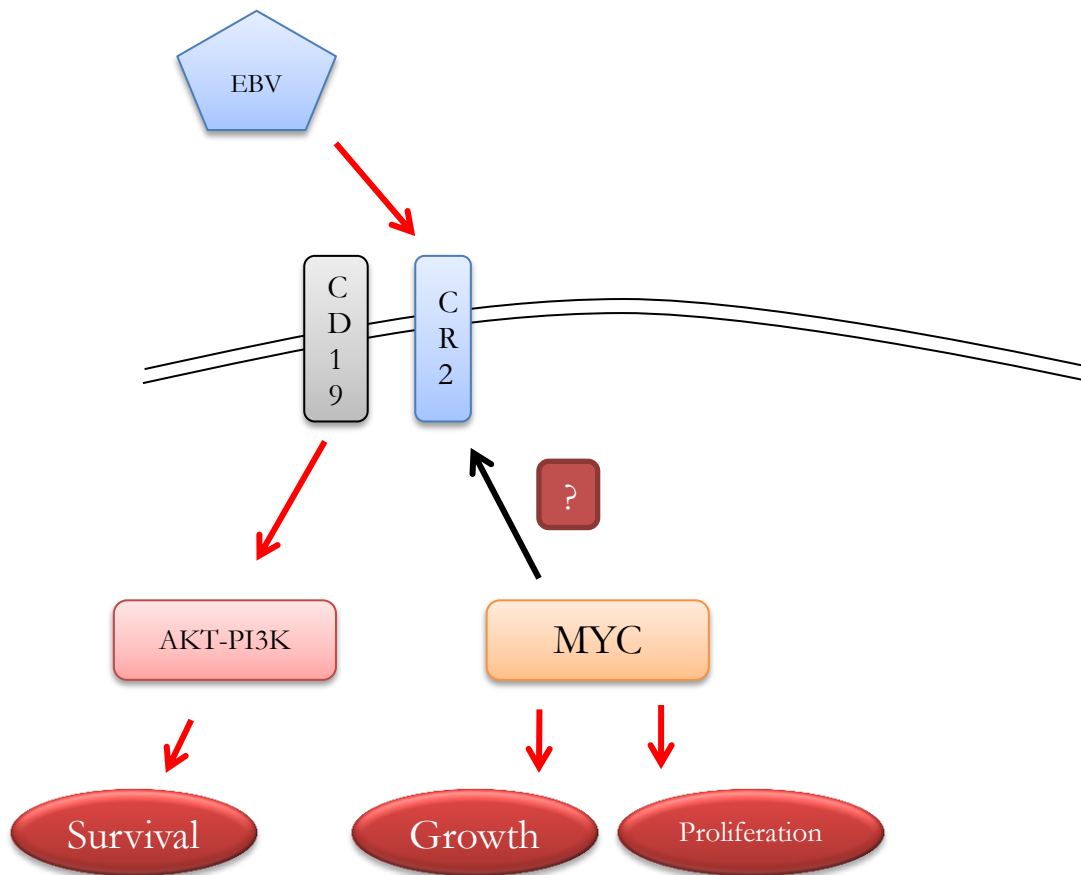 EBV
C
D
1
9
C
R
2
?
AKT-PI3K
MYC
Survival
Growth
Proliferation